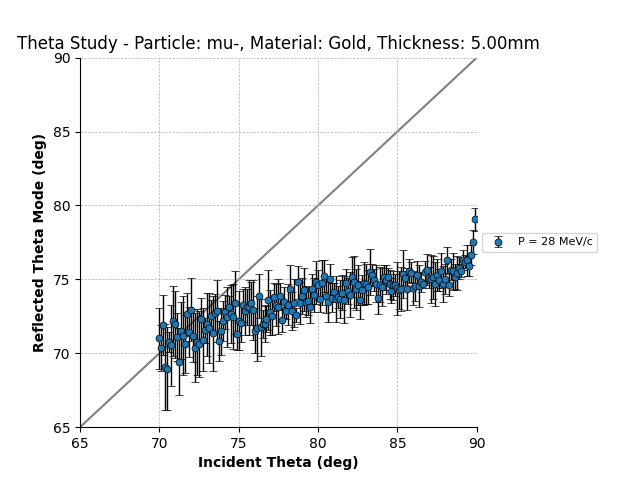 Theta Study - Particle: mu-, Material: Gold, Thickness: 5.00mm
90
85
80
75
70
65
Reflected Theta Mode (deg)
65 70 75 80 85 90
Incident Theta (deg)
P = 28 MeV/c